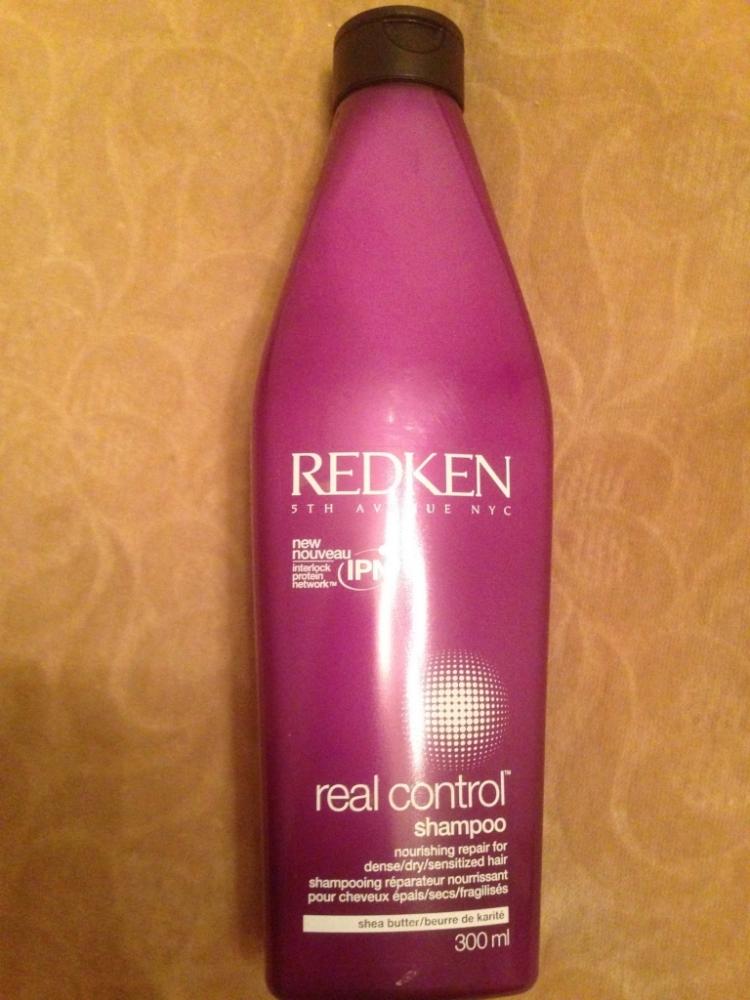 REDKEN
5TH AVENUE NYC
new
nouveau
interlock
protein
network™
IPN
real control™
shampoo
nourishing repair for
dense/dry/sensitized hair
shampooing réparateur nourrissant
pour cheveux épais/secs/fragilisés
shea butter/beurre de karité
300 ml